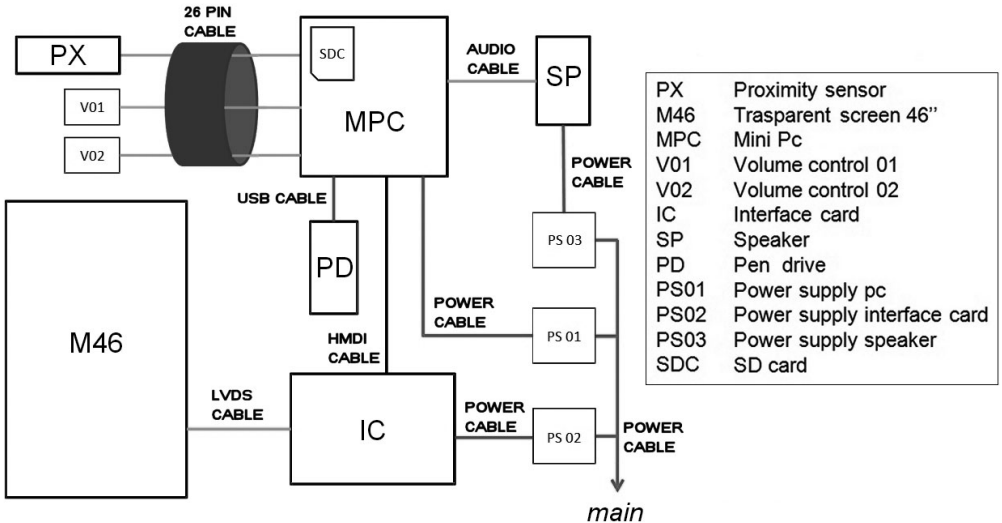 26 PIN
CABLE
PX
SDC
AUDIO
CABLE
SP
V01
MPC
V02
POWER
CABLE
USB CABLE
PD
PS 03
M46
HMDI
CABLE
POWER
CABLE
PS 01
LVDS
CABLE
IC
POWER
CABLE
PS 02
POWER
CABLE
main
PX Proximity sensor
M46 Trasparent screen 46’’
MPC Mini Pc
V01 Volume control 01
V02 Volume control 02
IC Interface card
SP Speaker
PD Pen drive
PS01 Power supply pc
PS02 Power supply interface card
PS03 Power supply speaker
SDC SD card